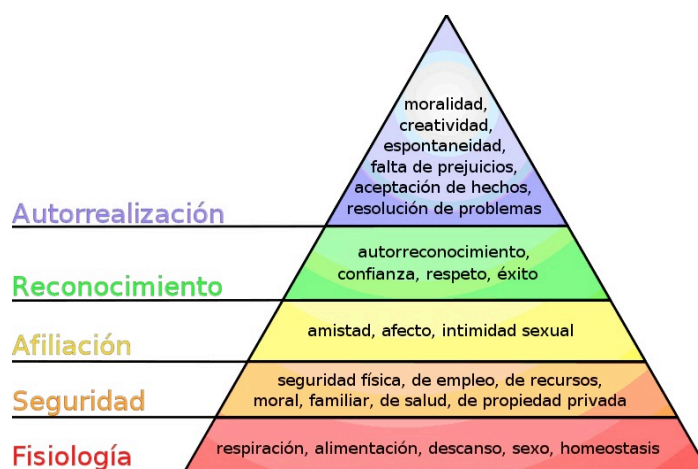 moralidad,
creatividad,
espontaneidad,
falta de prejuicios,
aceptación de hechos,
resolución de problemas
Autorrealización
autorreconocimiento,
confianza, respeto, éxito
Reconocimiento
amistad, afecto, intimidad sexual
Afiliación
seguridad física, de empleo, de recursos,
moral, familiar, de salud, de propiedad privada
Seguridad
respiración, alimentación, descanso, sexo, homeostasis
Fisiología